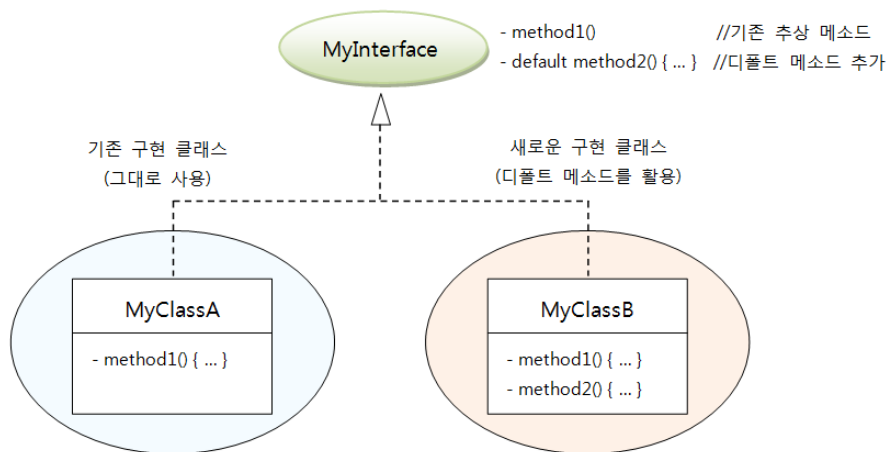 MyInterface
- method1() //기존 추상 메소드
- default method2() { ... } //디폴트 메소드 추가
기존 구현 클래스
(그대로 사용)
새로운 구현 클래스
(디폴트 메소드를 활용)
MyClassA
- method1() { ... }
MyClassB
- method1() { ... }
- method2() { ... }